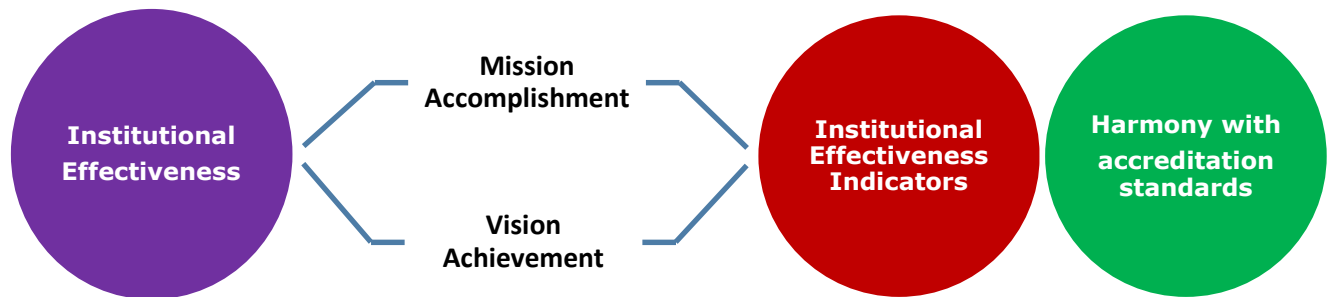 Institutional
Effectiveness
Mission
Accomplishment
Vision
Achievement
Institutional
Effectiveness
Indicators
Harmony with
accreditation
standards